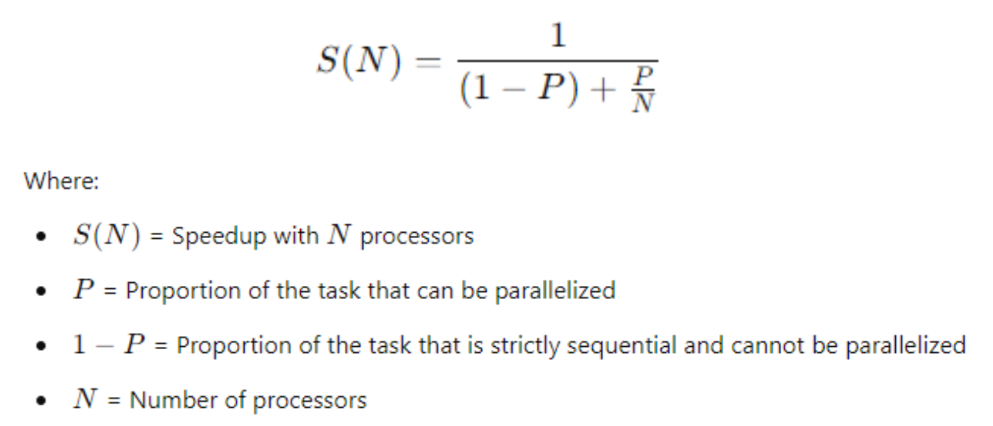 S(N) = \frac{1}{(1 - P) + \frac{P}{N}}
Where:
• S(N) = Speedup with N processors
• P = Proportion of the task that can be parallelized
• 1 − P = Proportion of the task that is strictly sequential and cannot be parallelized
• N = Number of processors